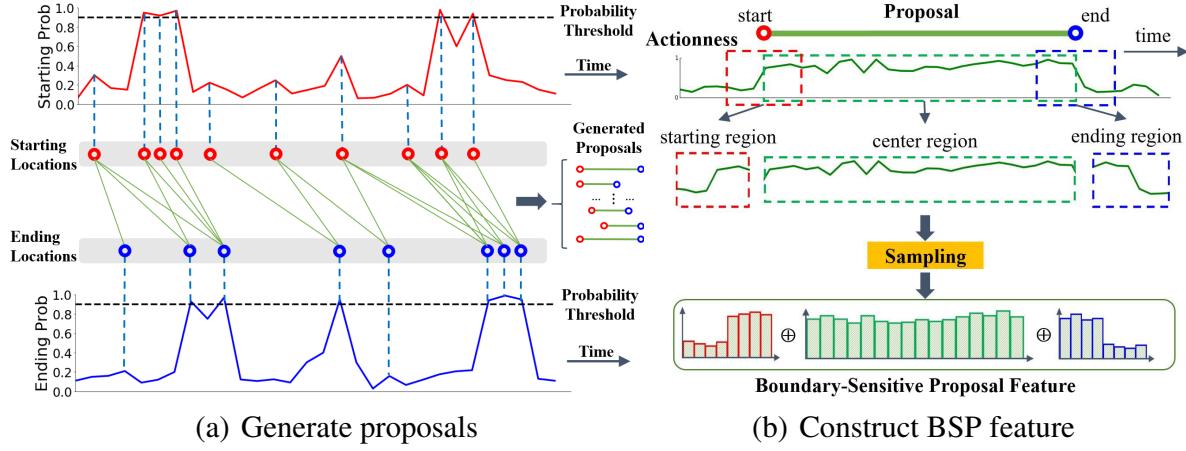 Starting Prob
1.0
0.8
0.6
0.4
0.2
0.0
Probability
Threshold
Time
Starting
Locations
Generated
Proposals
... ⋮ ...
Ending
Locations
Ending Prob
1.0
0.8
0.6
0.4
0.2
0.0
Probability
Threshold
Time
(a) Generate proposals
start
Proposal
end
Actionness
time
1
0
starting region
center region
ending region
Sampling
⊕
⊕
Boundary-Sensitive Proposal Feature
(b) Construct BSP feature